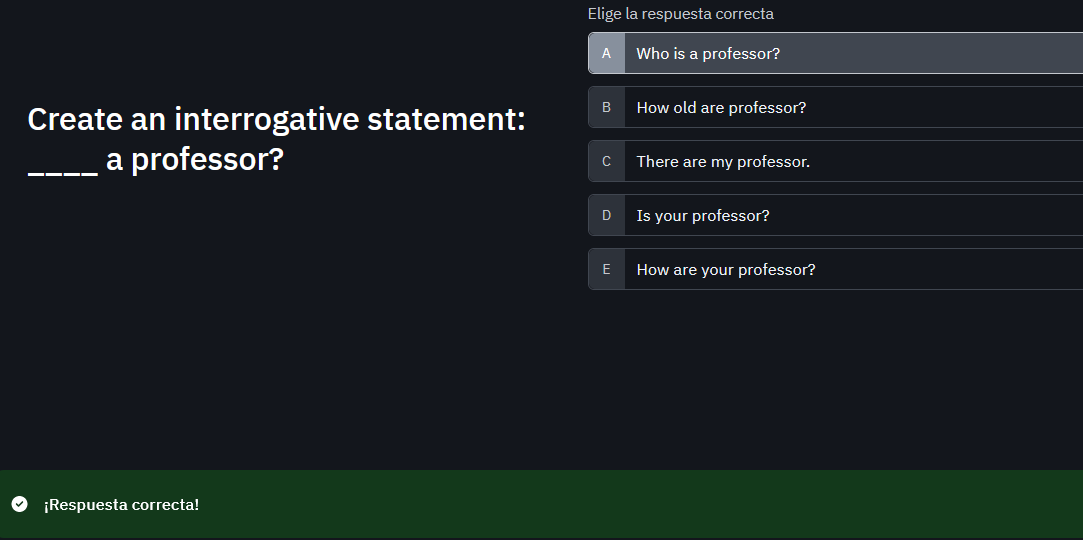 Create an interrogative statement:
____ a professor?
Elige la respuesta correcta
A Who is a professor?
B How old are professor?
C There are my professor.
D Is your professor?
E How are your professor?
¡Respuesta correcta!